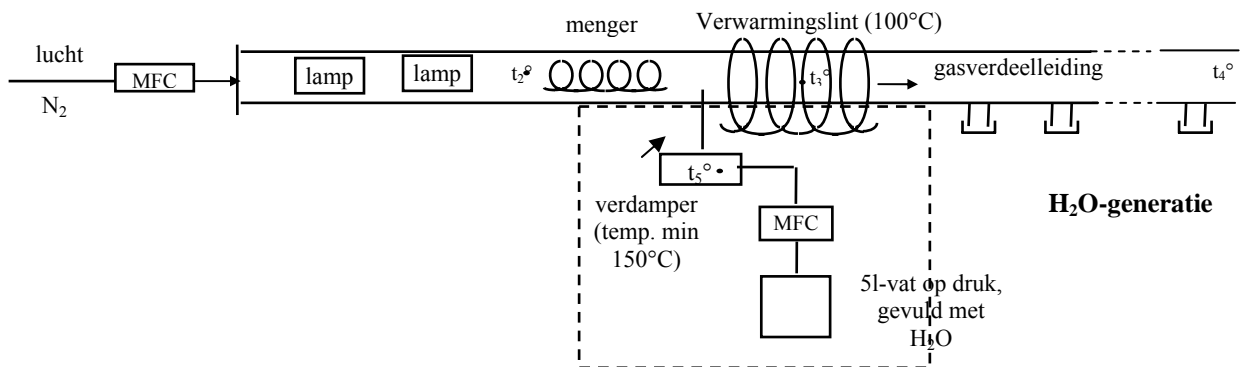 menger
Verwarmingslint (100°C)
lucht
MFC
N₂
lamp
lamp
t₂°
t₃°
gasverdeelleiding
t₄°
t₅°
verdamper
(temp. min
150°C)
MFC
H₂O-generatie
5l-vat op druk,
gevuld met
H₂O